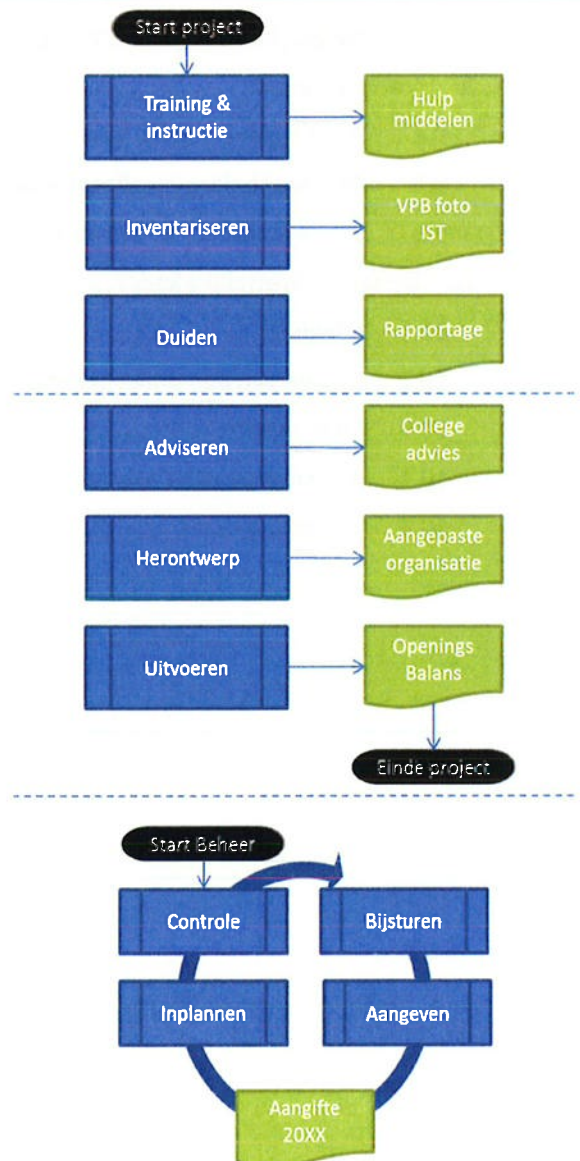 Start project
Training &
instructie
Hulp
middelen
Inventariseren
VPB foto
IST
Duiden
Rapportage
Adviseren
College
advies
Herontwerp
Aangepaste
organisatie
Uitvoeren
Openings
Balans
Einde project
Start Beheer
Controle
Bijsturen
Inplannen
Aangeven
Aangifte
20XX